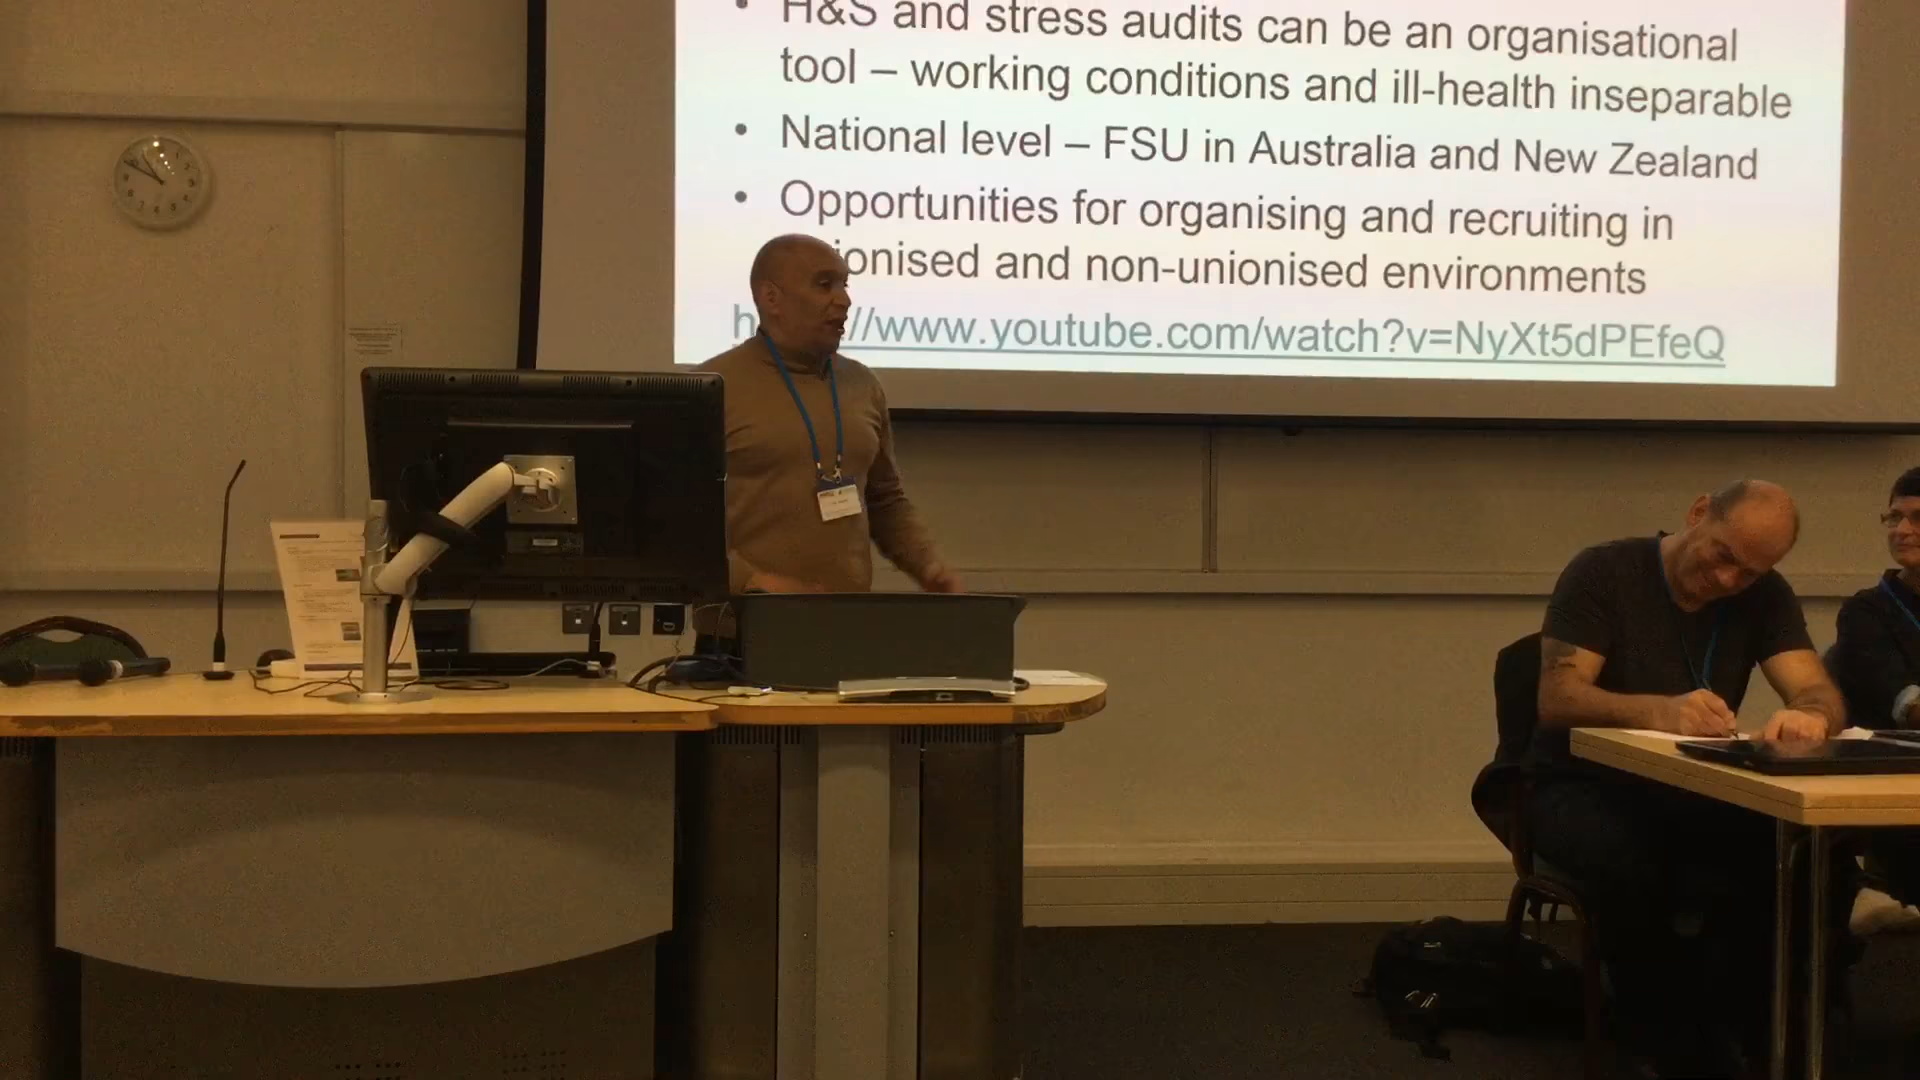 • H&S and stress audits can be an organisational
tool – working conditions and ill-health inseparable
• National level – FSU in Australia and New Zealand
• Opportunities for organising and recruiting in
ionised and non-unionised environments
h //www.youtube.com/watch?v=NyXt5dPEfeQ